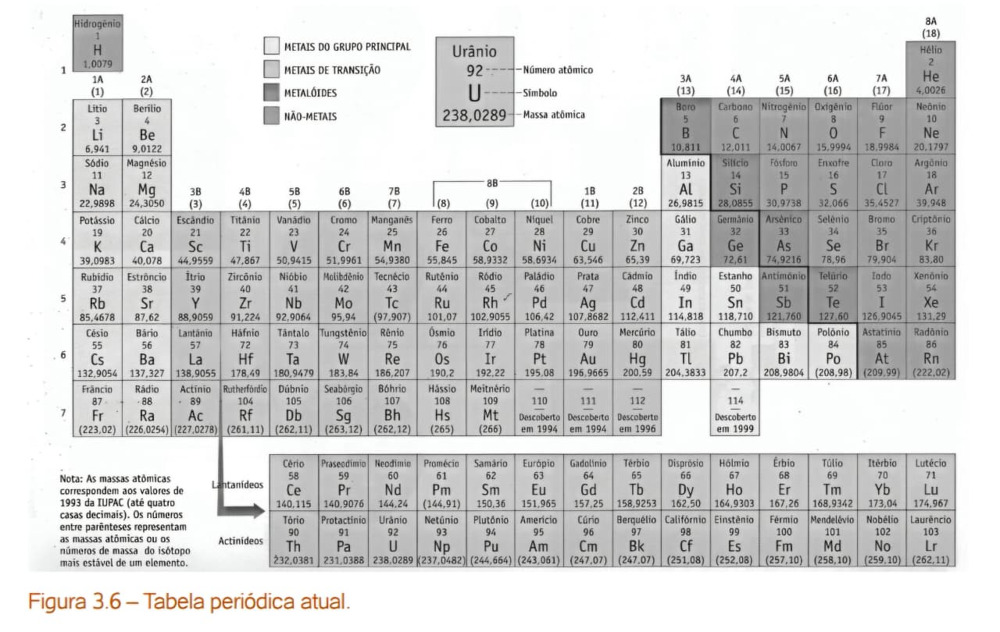 Hidrogênio
1
H
1,0079
8A
(18)
METAIS DO GRUPO PRINCIPAL
METAIS DE TRANSIÇÃO
METALÓIDES
NÃO-METAIS
Urânio
92 Número atômico
U Símbolo
238,0289 Massa atômica
Hélio
2
He
4,0026
1
1A 2A 3A 4A 5A 6A 7A
(1) (2) (13) (14) (15) (16) (17)
Lítio Berílio Boro Carbono Nitrogênio Oxigênio Flúor Neônio
2 3 4 5 6 7 8 9 10
Li Be B C N O F Ne
6,941 9,0122 10,811 12,011 14,0067 15,9994 18,9984 20,1797
Sódio Magnésio Alumínio Silício Fósforo Enxofre Cloro Argônio
11 12 13 14 15 16 17 18
3 Na Mg Al Si P S Cl Ar
22,9898 24,3050 26,9815 28,0855 30,9738 32,066 35,4527 39,948
8B
3B 4B 5B 6B 7B 1B 2B
(3) (4) (5) (6) (7) (8) (9) (10) (11) (12)
Potássio Cálcio Escândio Titânio Vanádio Cromo Manganês Ferro Cobalto Níquel Cobre Zinco Gálio Germânio Arsênico Selênio Bromo Criptônio
19 20 21 22 23 24 25 26 27 28 29 30 31 32 33 34 35 36
4 K Ca Sc Ti V Cr Mn Fe Co Ni Cu Zn Ga Ge As Se Br Kr
39,0983 40,078 44,9559 47,867 50,9415 51,9961 54,9380 55,845 58,9332 58,6934 63,546 65,39 69,723 72,61 74,9216 78,96 79,904 83,80
Rubídio Estrôncio Ítrio Zircônio Nióbio Molibdênio Tecnécio Rutênio Ródio Paládio Prata Cádmio Índio Estanho Antimônio Telúrio Iodo Xenônio
37 38 39 40 41 42 43 44 45 46 47 48 49 50 51 52 53 54
5 Rb Sr Y Zr Nb Mo Tc Ru Rh Pd Ag Cd In Sn Sb Te I Xe
85,4678 87,62 88,9059 91,224 92,9064 95,94 (97,907) 101,07 102,9055 106,42 107,8682 112,411 114,818 118,710 121,760 127,60 126,9045 131,29
Césio Bário Lantânio Háfnio Tântalo Tungstênio Rênio Ósmio Irídio Platina Ouro Mercúrio Tálio Chumbo Bismuto Polônio Astatínio Radônio
55 56 57 72 73 74 75 76 77 78 79 80 81 82 83 84 85 86
6 Cs Ba La Hf Ta W Re Os Ir Pt Au Hg Tl Pb Bi Po At Rn
132,9054 137,327 138,9055 178,49 180,9479 183,84 186,207 190,2 192,22 195,08 196,9665 200,59 204,3833 207,2 208,9804 (208,98) (209,99) (222,02)
Frâncio Rádio Actínio Rutherfórdio Dúbnio Seabórgio Bóhrio Hássio Meitnério — — — —
87 88 89 104 105 106 107 108 109 110 111 112 114
7 Fr Ra Ac Rf Db Sg Bh Hs Mt — — — —
Descoberto Descoberto Descoberto Descoberto
(223,02) (226,0254) (227,0278) (261,11) (262,11) (263,12) (262,12) (265) (266) em 1994 em 1994 em 1996 em 1999
Nota: As massas atômicas
correspondem aos valores de
1993 da IUPAC (até quatro
casas decimais). Os números
entre parênteses representam
as massas atômicas ou os
números de massa do isótopo
mais estável de um elemento.
Cério Praseodímio Neodímio Promécio Samário Európio Gadolínio Térbio Disprósio Hólmio Érbio Túlio Itérbio Lutécio
58 59 60 61 62 63 64 65 66 67 68 69 70 71
Lantanídeos Ce Pr Nd Pm Sm Eu Gd Tb Dy Ho Er Tm Yb Lu
140,115 140,9076 144,24 (144,91) 150,36 151,965 157,25 158,9253 162,50 164,9303 167,26 168,9342 173,04 174,967
Tório Protactínio Urânio Netúnio Plutônio Amerício Cúrio Berquélio Califórnio Einstênio Férmio Mendelévio Nobélio Laurêncio
90 91 92 93 94 95 96 97 98 99 100 101 102 103
Actinídeos Th Pa U Np Pu Am Cm Bk Cf Es Fm Md No Lr
232,0381 231,0388 238,0289 (237,0482) (244,664) (243,061) (247,07) (247,07) (251,08) (252,08) (257,10) (258,10) (259,10) (262,11)
Figura 3.6 – Tabela periódica atual.